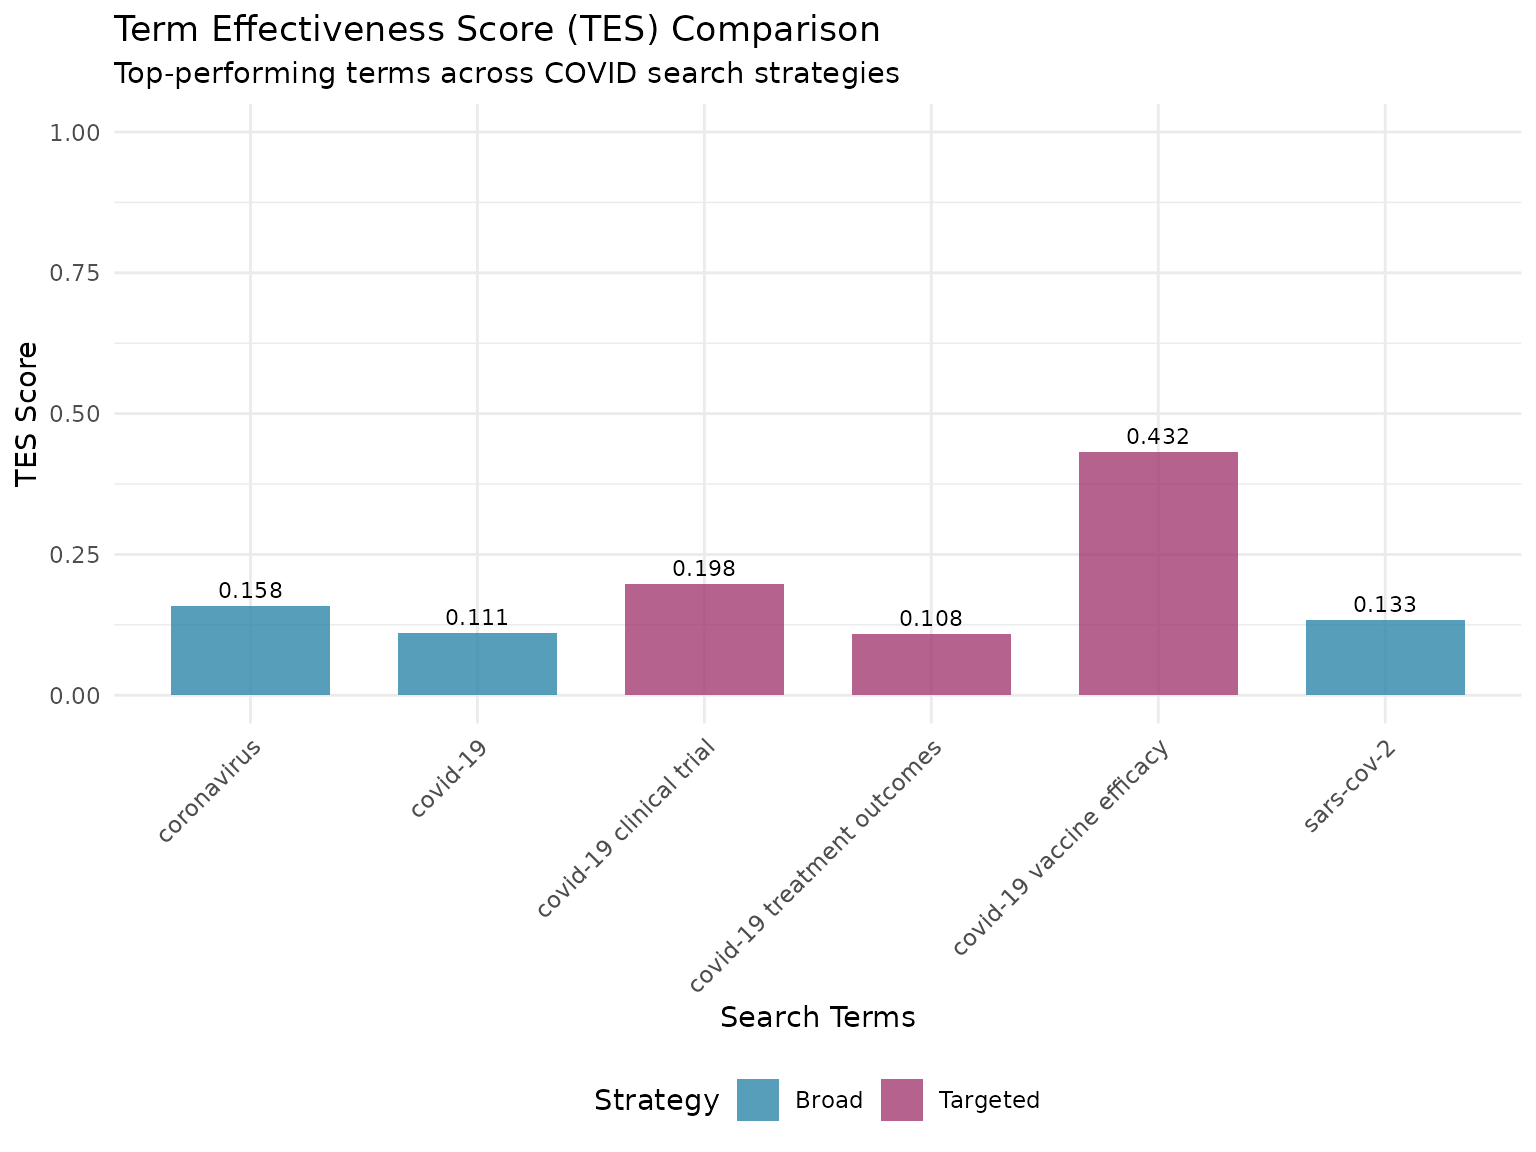 Term Effectiveness Score (TES) Comparison
Top-performing terms across COVID search strategies
TES Score
1.00
0.75
0.50
0.25
0.00
0.158
0.111
0.198
0.108
0.432
0.133
coronavirus
covid-19
covid-19 clinical trial
covid-19 treatment outcomes
covid-19 vaccine efficacy
sars-cov-2
Search Terms
Strategy Broad Targeted